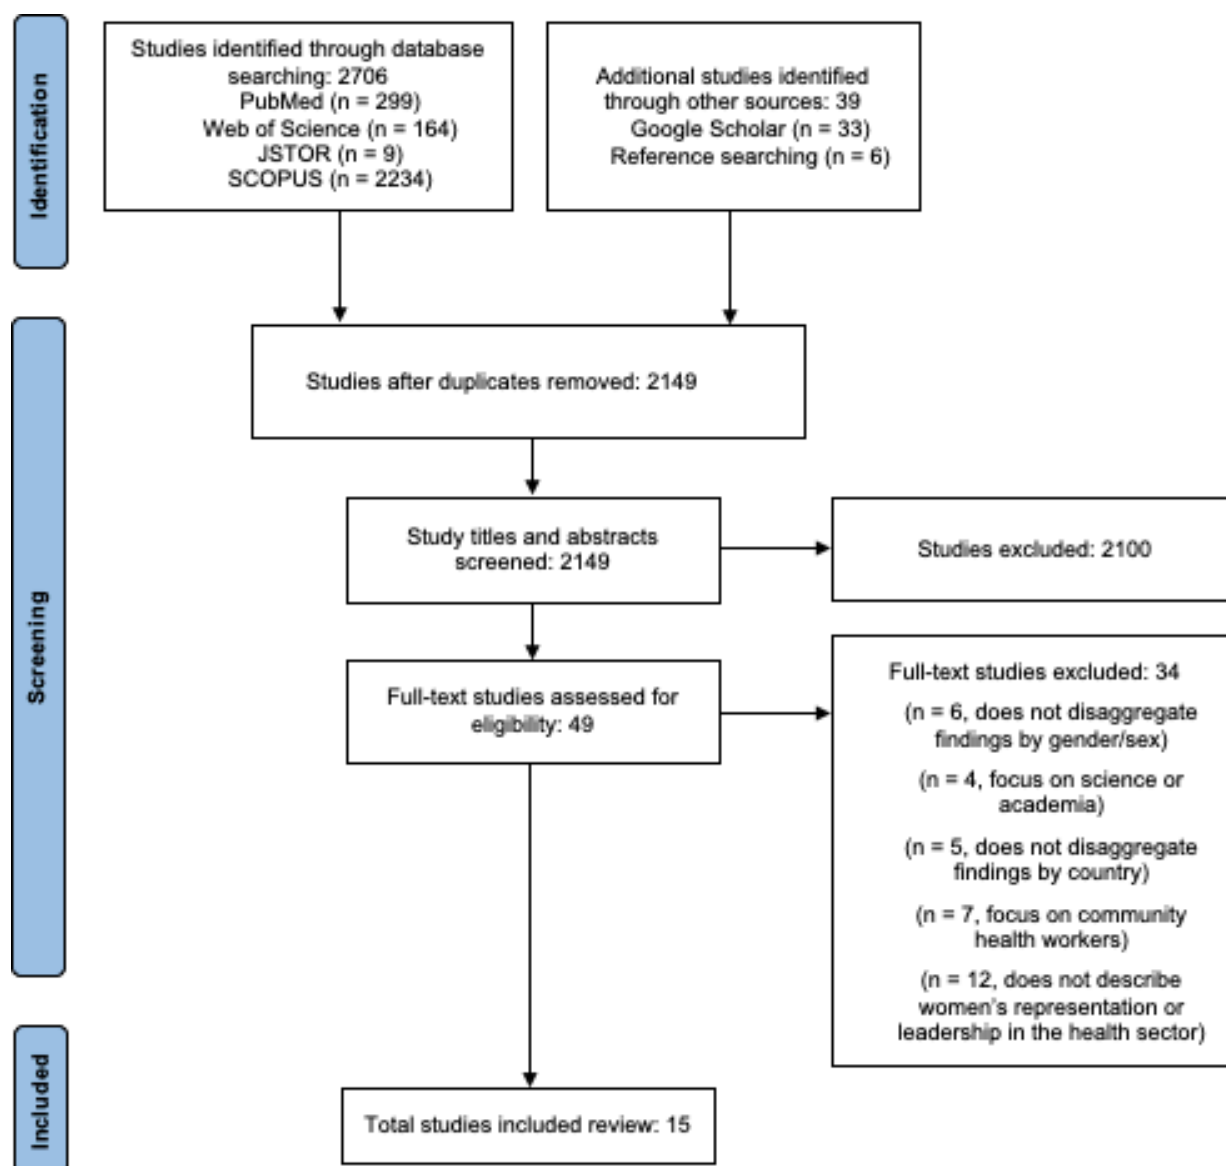 Identification
Studies identified through database
searching: 2706
PubMed (n = 299)
Web of Science (n = 164)
JSTOR (n = 9)
SCOPUS (n = 2234)
Additional studies identified
through other sources: 39
Google Scholar (n = 33)
Reference searching (n = 6)
Screening
Studies after duplicates removed: 2149
Study titles and abstracts
screened: 2149
Studies excluded: 2100
Full-text studies assessed for
eligibility: 49
Full-text studies excluded: 34
(n = 6, does not disaggregate
findings by gender/sex)
(n = 4, focus on science or
academia)
(n = 5, does not disaggregate
findings by country)
(n = 7, focus on community
health workers)
(n = 12, does not describe
women's representation or
leadership in the health sector)
Included
Total studies included review: 15